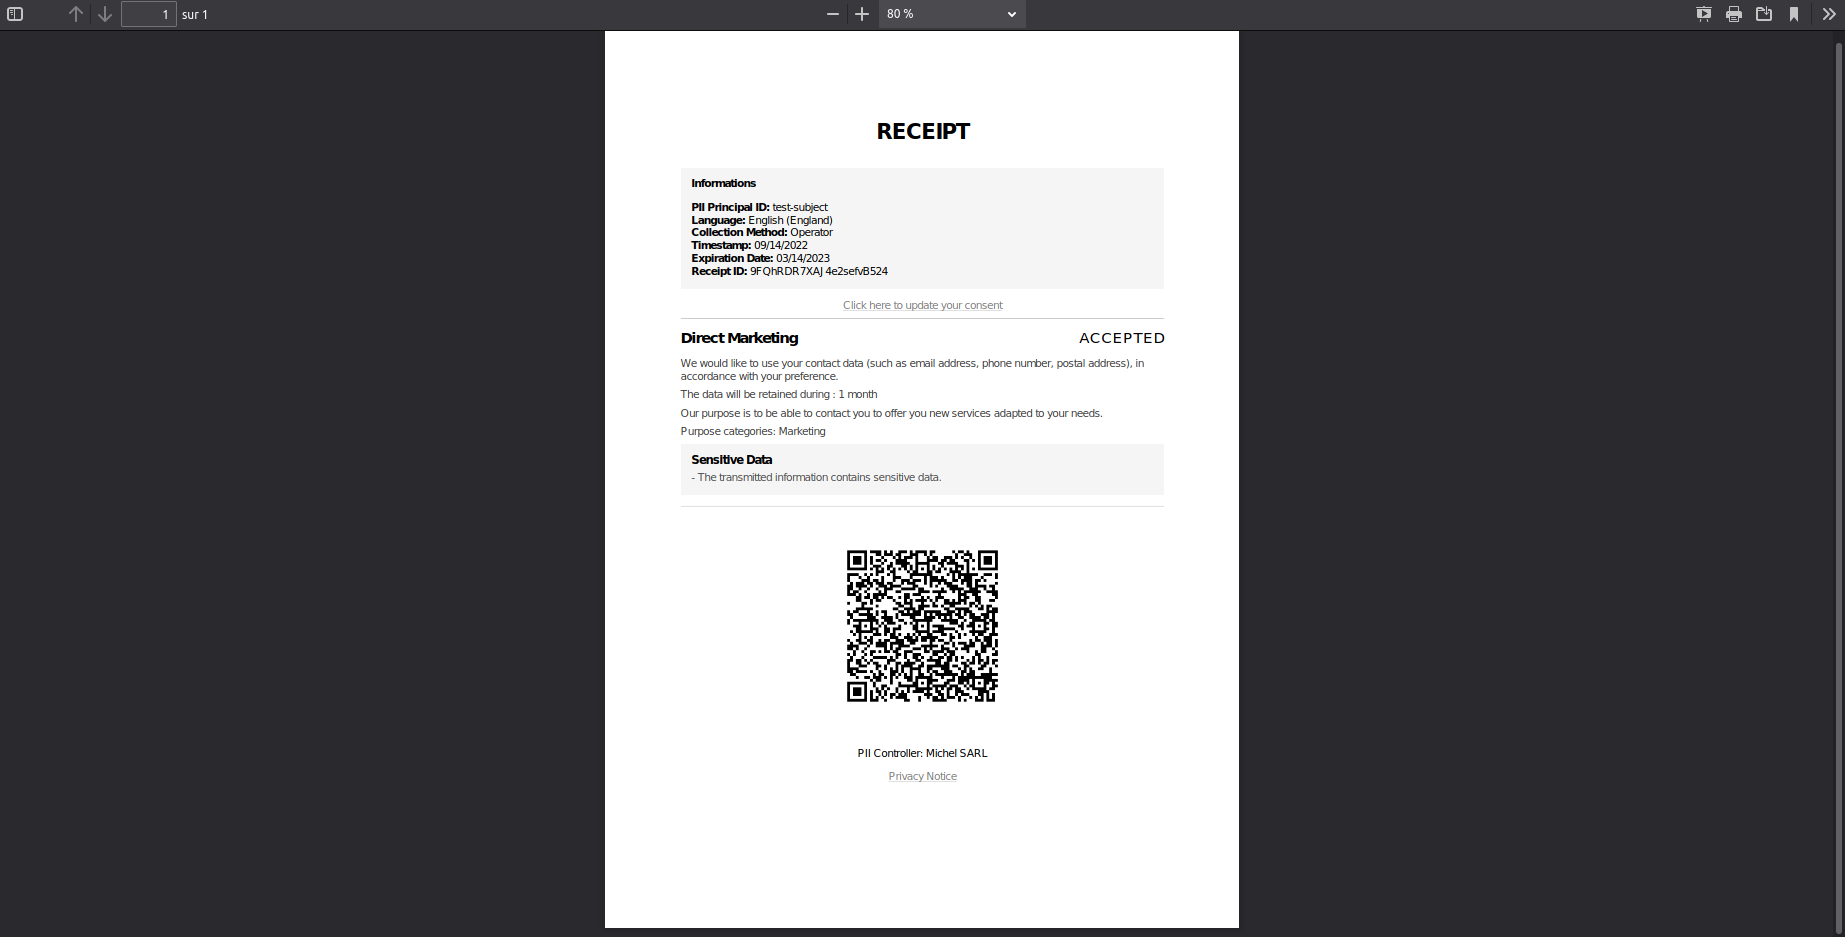 1 sur 1
80 %
RECEIPT
Informations
PII Principal ID: test-subject
Language: English (England)
Collection Method: Operator
Timestamp: 09/14/2022
Expiration Date: 03/14/2023
Receipt ID: 9FQhRDR7XAJ4e2sefvB524
Click here to update your consent
Direct Marketing ACCEPTED
We would like to use your contact data (such as email address, phone number, postal address), in
accordance with your preference.
The data will be retained during : 1 month
Our purpose is to be able to contact you to offer you new services adapted to your needs.
Purpose categories: Marketing
Sensitive Data
- The transmitted information contains sensitive data.
PII Controller: Michel SARL
Privacy Notice